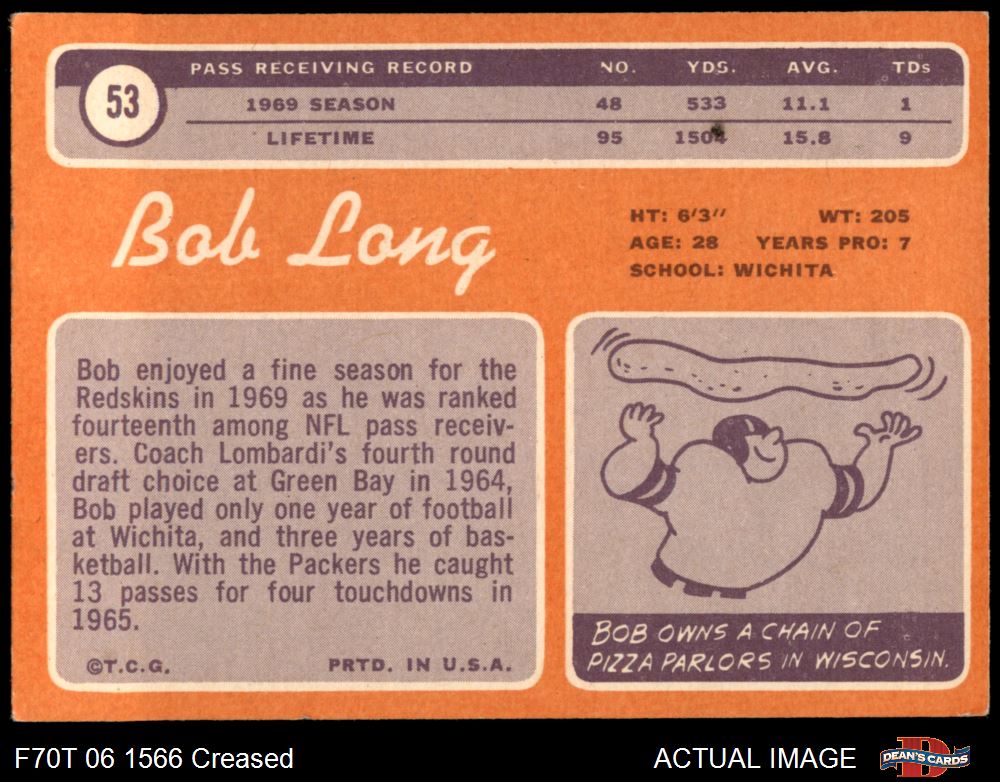 53
PASS RECEIVING RECORD NO. YDS. AVG. TDs
1969 SEASON 48 533 11.1 1
LIFETIME 95 1504 15.8 9
Bob Long
HT: 6'3" WT: 205
AGE: 28 YEARS PRO: 7
SCHOOL: WICHITA
Bob enjoyed a fine season for the
Redskins in 1969 as he was ranked
fourteenth among NFL pass receiv-
ers. Coach Lombardi's fourth round
draft choice at Green Bay in 1964,
Bob played only one year of football
at Wichita, and three years of bas-
ketball. With the Packers he caught
13 passes for four touchdowns in
1965.
©T.C.G. PRTD. IN U.S.A.
BOB OWNS A CHAIN OF
PIZZA PARLORS IN WISCONSIN.
F70T 06 1566 Creased
ACTUAL IMAGE
DEAN'S CARDS